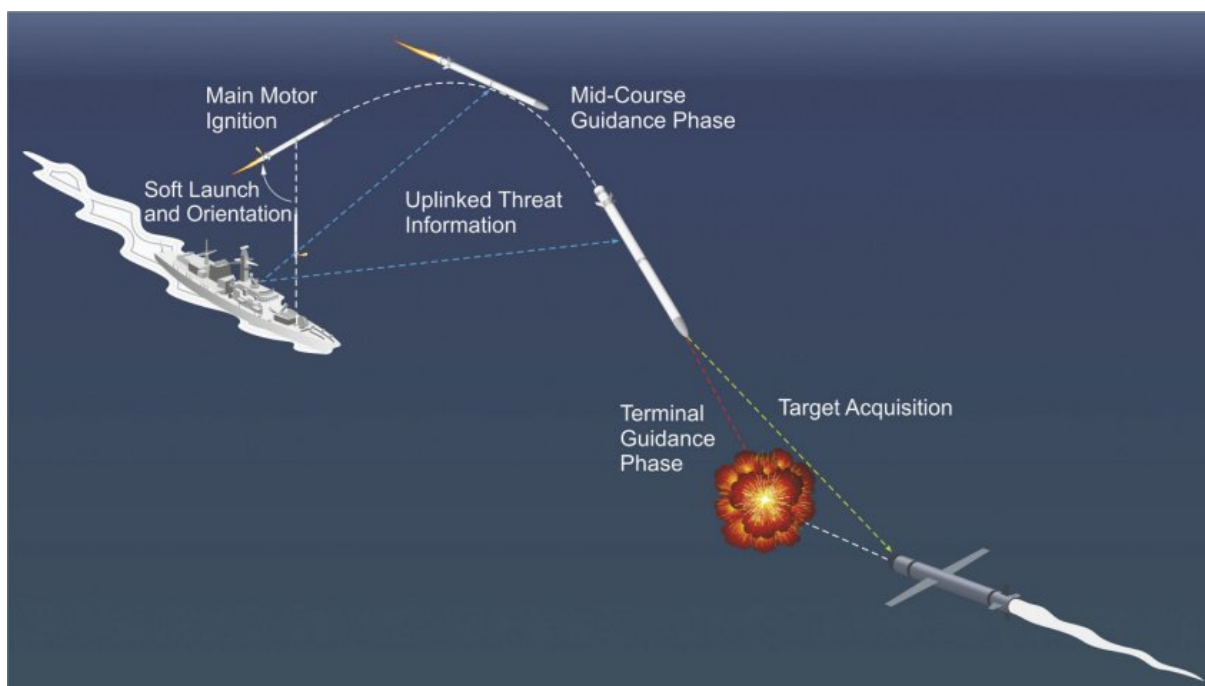 Main Motor
Ignition
Mid-Course
Guidance Phase
Soft Launch
and Orientation
Uplinked Threat
Information
Terminal
Guidance
Phase
Target Acquisition